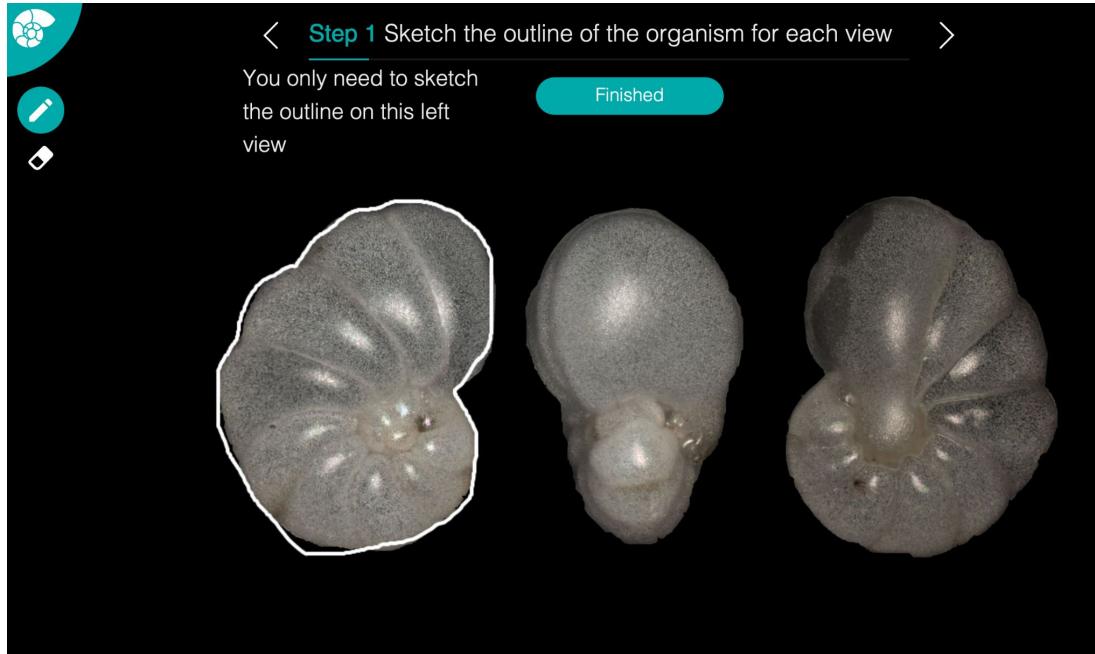 Step 1 Sketch the outline of the organism for each view
You only need to sketch
the outline on this left
view
Finished